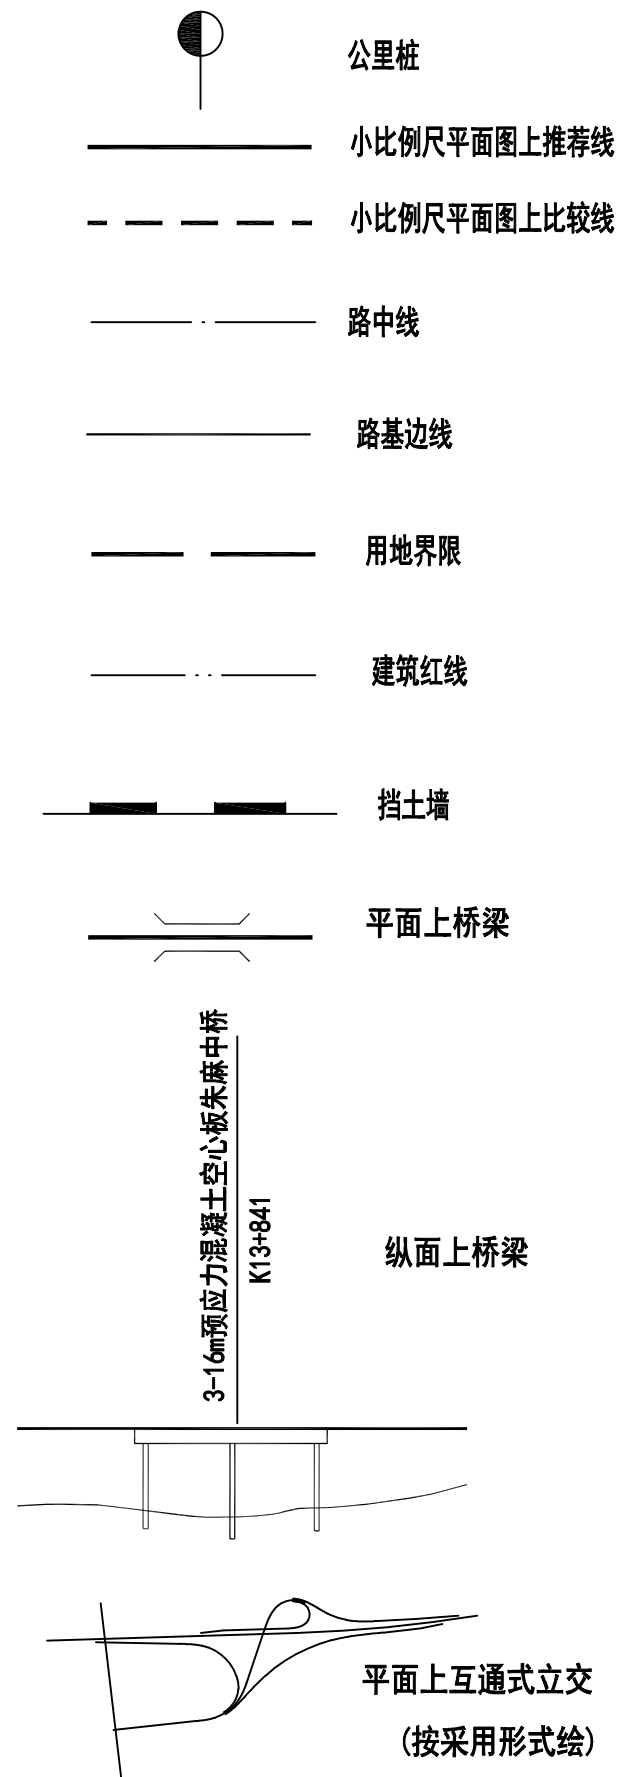 公里桩
小比例尺平面图上推荐线
小比例尺平面图上比较线
路中线
路基边线
用地界限
建筑红线
挡土墙
平面上桥梁
3-16m预应力混凝土空心板朱麻中桥
K13+841
纵面上桥梁
平面上互通式立交
(按采用形式绘)